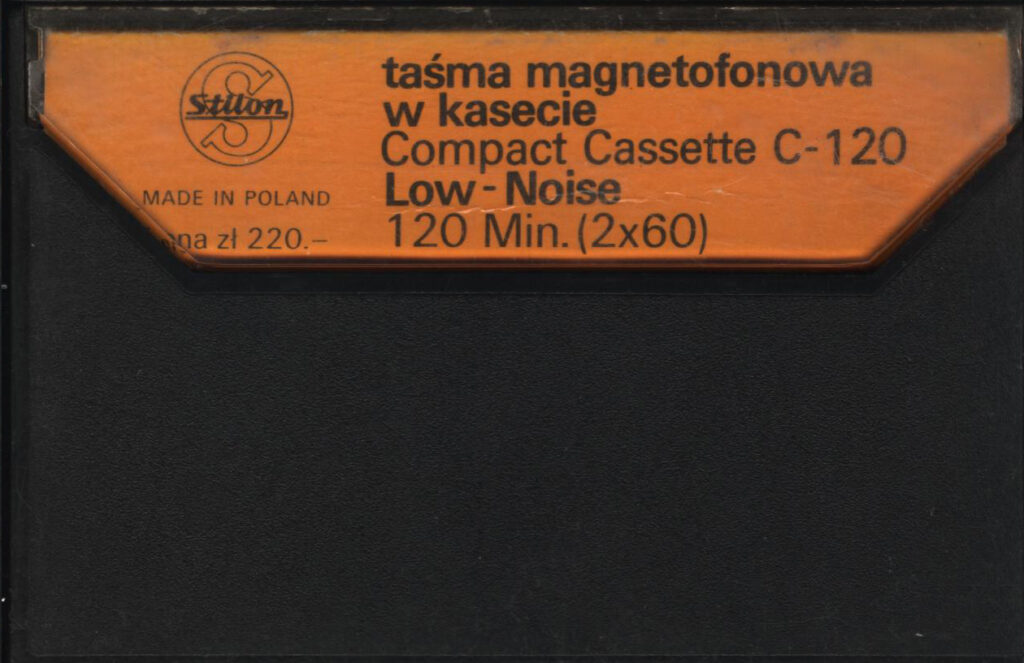 Stilon
MADE IN POLAND
zł 220.–
taśma magnetofonowa
w kasecie
Compact Cassette C-120
Low-Noise
120 Min. (2x60)